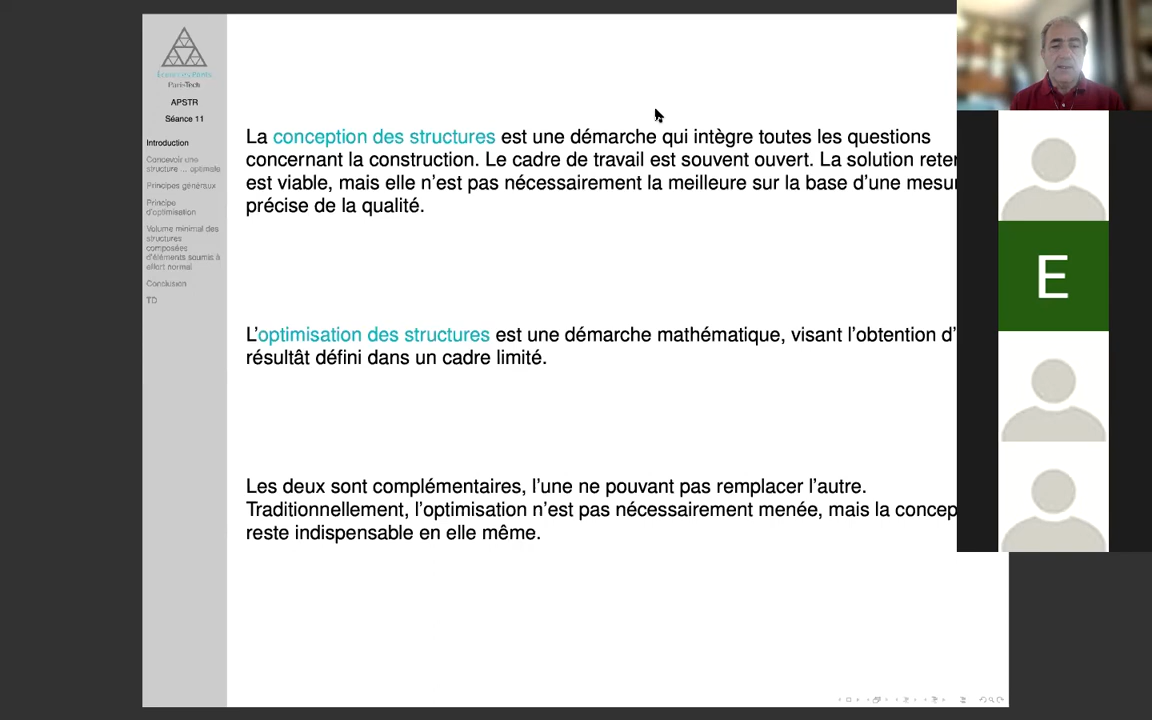 École des Ponts
ParisTech
APSTR
Séance 11
Introduction
Concevoir une
structure ... optimale
Principes généraux
Principe
d'optimisation
Volume minimal des
structures
composées
d'éléments soumis à
effort normal
Conclusion
TD
La conception des structures est une démarche qui intègre toutes les questions
concernant la construction. Le cadre de travail est souvent ouvert. La solution reten
est viable, mais elle n'est pas nécessairement la meilleure sur la base d'une mesur
précise de la qualité.
L'optimisation des structures est une démarche mathématique, visant l'obtention d'
résultât défini dans un cadre limité.
Les deux sont complémentaires, l'une ne pouvant pas remplacer l'autre.
Traditionnellement, l'optimisation n'est pas nécessairement menée, mais la concep
reste indispensable en elle même.
E